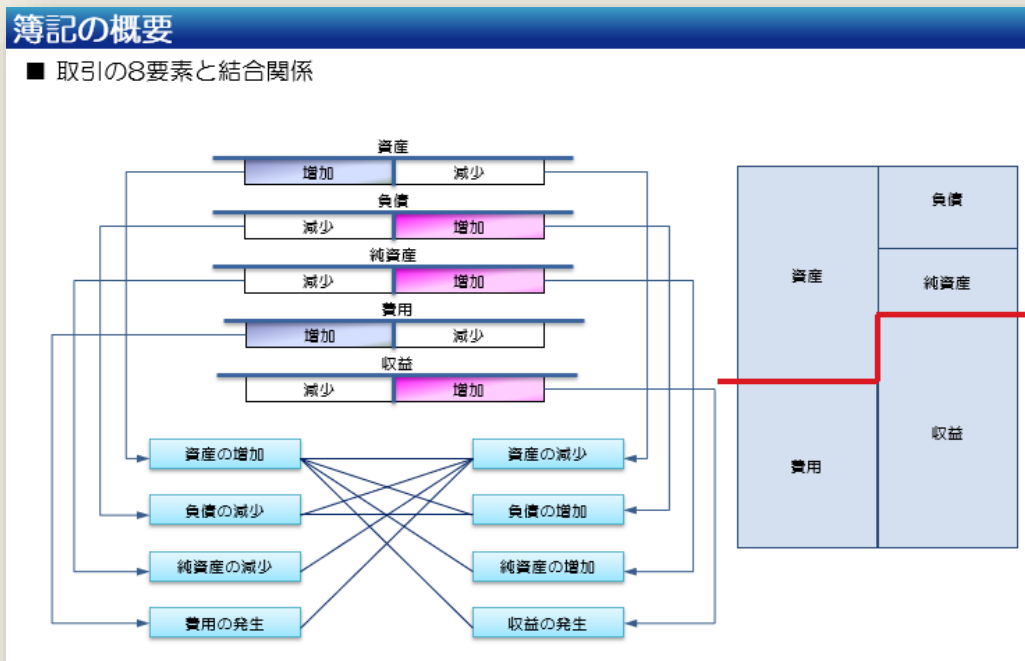 簿記の概要
■ 取引の8要素と結合関係
資産
増加 減少
負債
減少 増加
純資産
減少 増加
費用
増加 減少
収益
減少 増加
資産の増加 資産の減少
負債の減少 負債の増加
純資産の減少 純資産の増加
費用の発生 収益の発生
負債
資産 純資産
収益
費用